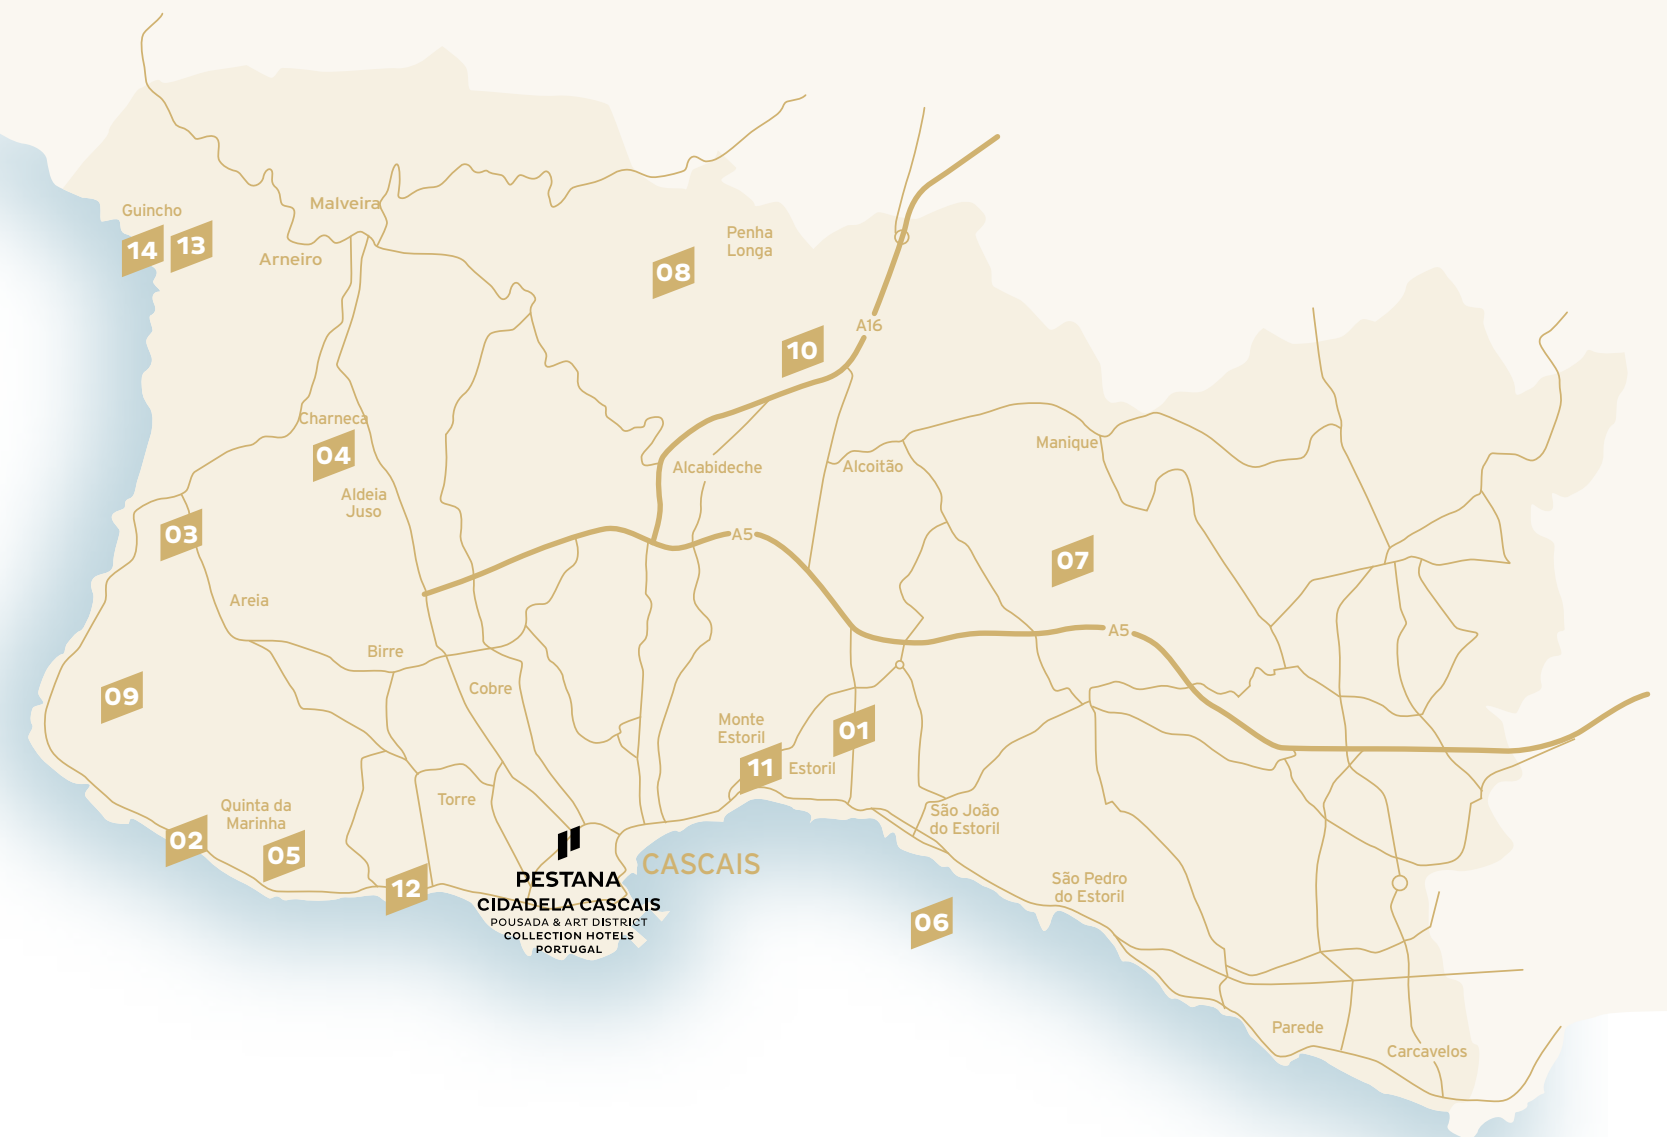 Malveira
Guincho
14
13
Penha
Longa
Arneiro
08
A16
10
Charneca
04
Manique
Alcabideche
Alcoitão
Aldeia
Juso
03
A5
07
Areia
A5
Birre
Cobre
09
Monte
Estoril
01
11
Estoril
Torre
Quinta da
Marinha
São João
do Estoril
02
05
CASCAIS
PESTANA
CIDADELA CASCAIS
POUSADA & ART DISTRICT
COLLECTION HOTELS
PORTUGAL
12
São Pedro
do Estoril
06
Parede
Carcavelos